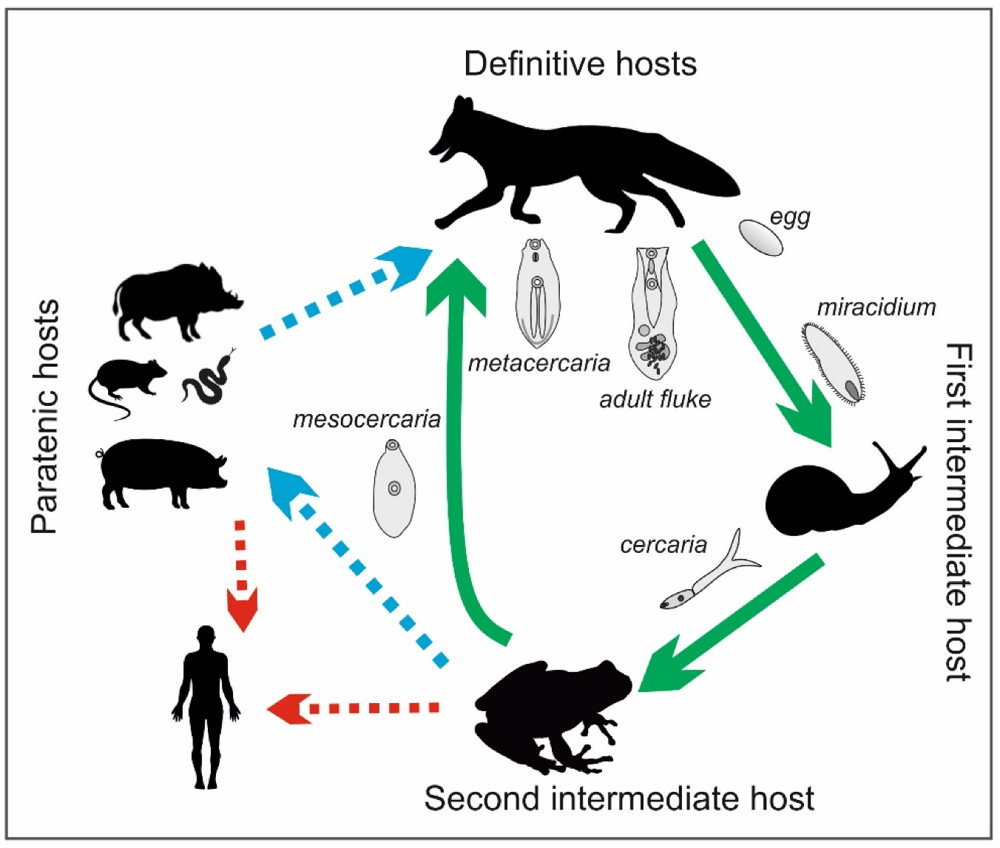 Definitive hosts
egg
miracidium
metacercaria
adult fluke
mesocercaria
cercaria
Paratenic hosts
First intermediate host
Second intermediate host